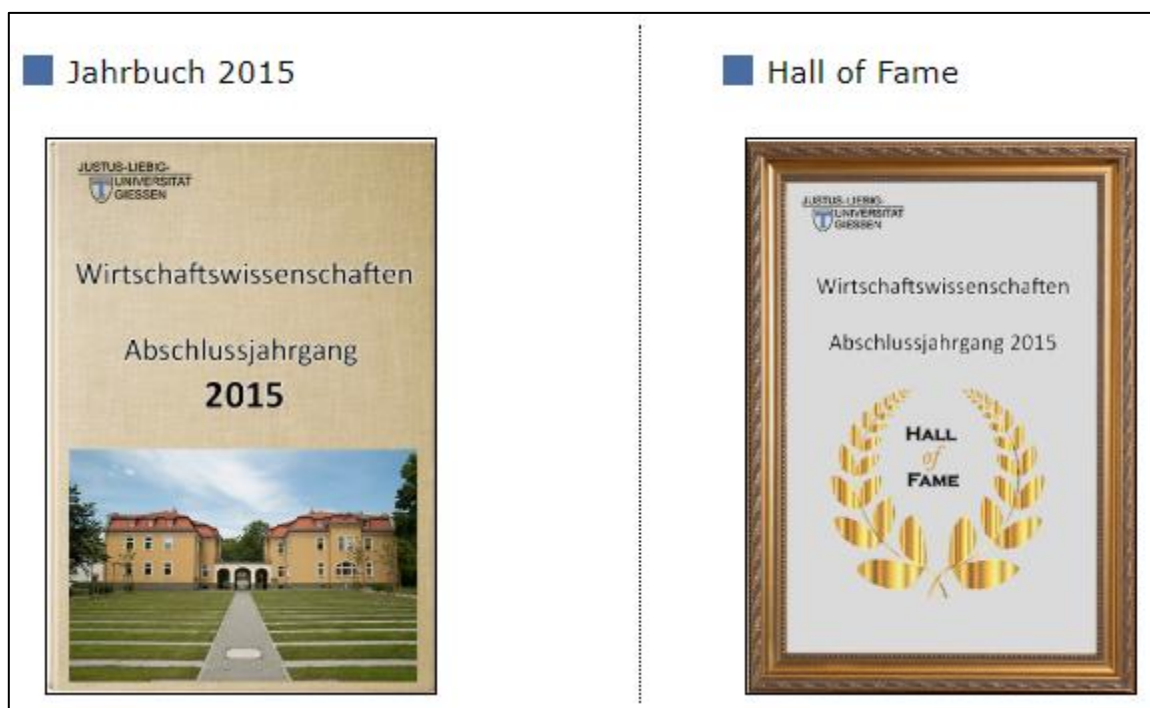 Jahrbuch 2015
JUSTUS-LIEBIG-
UNIVERSITÄT
GIESSEN
Wirtschaftswissenschaften
Abschlussjahrgang
2015
Hall of Fame
JUSTUS-LIEBIG-
UNIVERSITÄT
GIESSEN
Wirtschaftswissenschaften
Abschlussjahrgang 2015
HALL
of
FAME